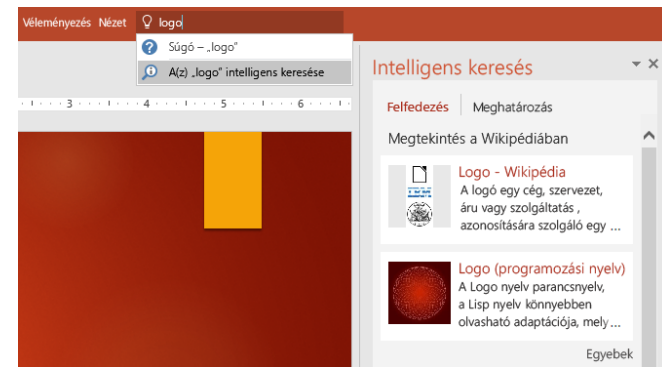 Véleményezés Nézet logo
Súgó – „logo”
A(z) „logo” intelligens keresése
3 4 5 6
Intelligens keresés
Felfedezés Meghatározás
Megtekintés a Wikipédiában
Logo - Wikipédia
A logó egy cég, szervezet,
áru vagy szolgáltatás ,
azonosítására szolgáló egy ...
Logo (programozási nyelv)
A Logo nyelv parancsnyelv,
a Lisp nyelv könnyebben
olvasható adaptációja, mely...
Egyebek